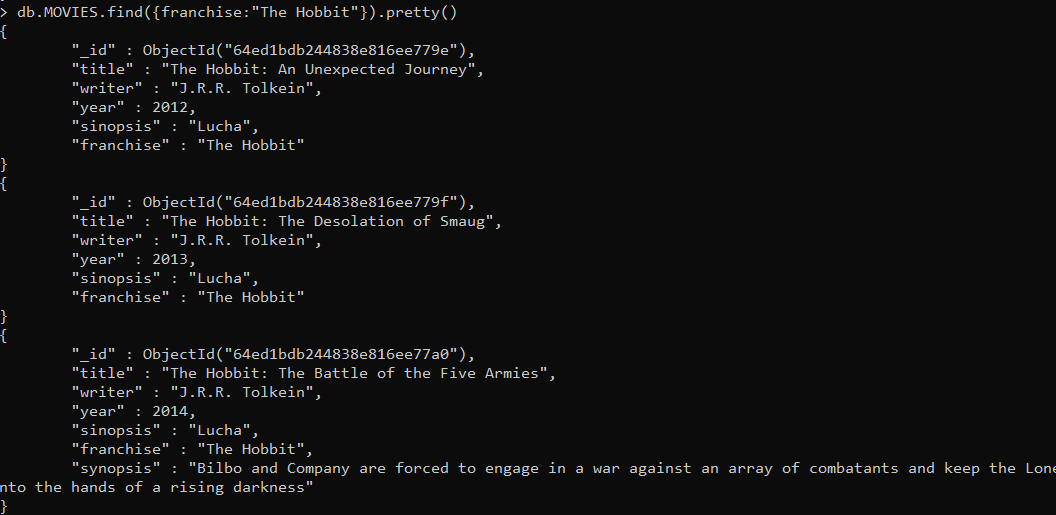 > db.MOVIES.find({franchise:"The Hobbit"}).pretty()
{
        "_id" : ObjectId("64ed1bdb244838e816ee779e"),
        "title" : "The Hobbit: An Unexpected Journey",
        "writer" : "J.R.R. Tolkein",
        "year" : 2012,
        "sinopsis" : "Lucha",
        "franchise" : "The Hobbit"
}
{
        "_id" : ObjectId("64ed1bdb244838e816ee779f"),
        "title" : "The Hobbit: The Desolation of Smaug",
        "writer" : "J.R.R. Tolkein",
        "year" : 2013,
        "sinopsis" : "Lucha",
        "franchise" : "The Hobbit"
}
{
        "_id" : ObjectId("64ed1bdb244838e816ee77a0"),
        "title" : "The Hobbit: The Battle of the Five Armies",
        "writer" : "J.R.R. Tolkein",
        "year" : 2014,
        "sinopsis" : "Lucha",
        "franchise" : "The Hobbit",
        "synopsis" : "Bilbo and Company are forced to engage in a war against an array of combatants and keep the Lone
nto the hands of a rising darkness"
}